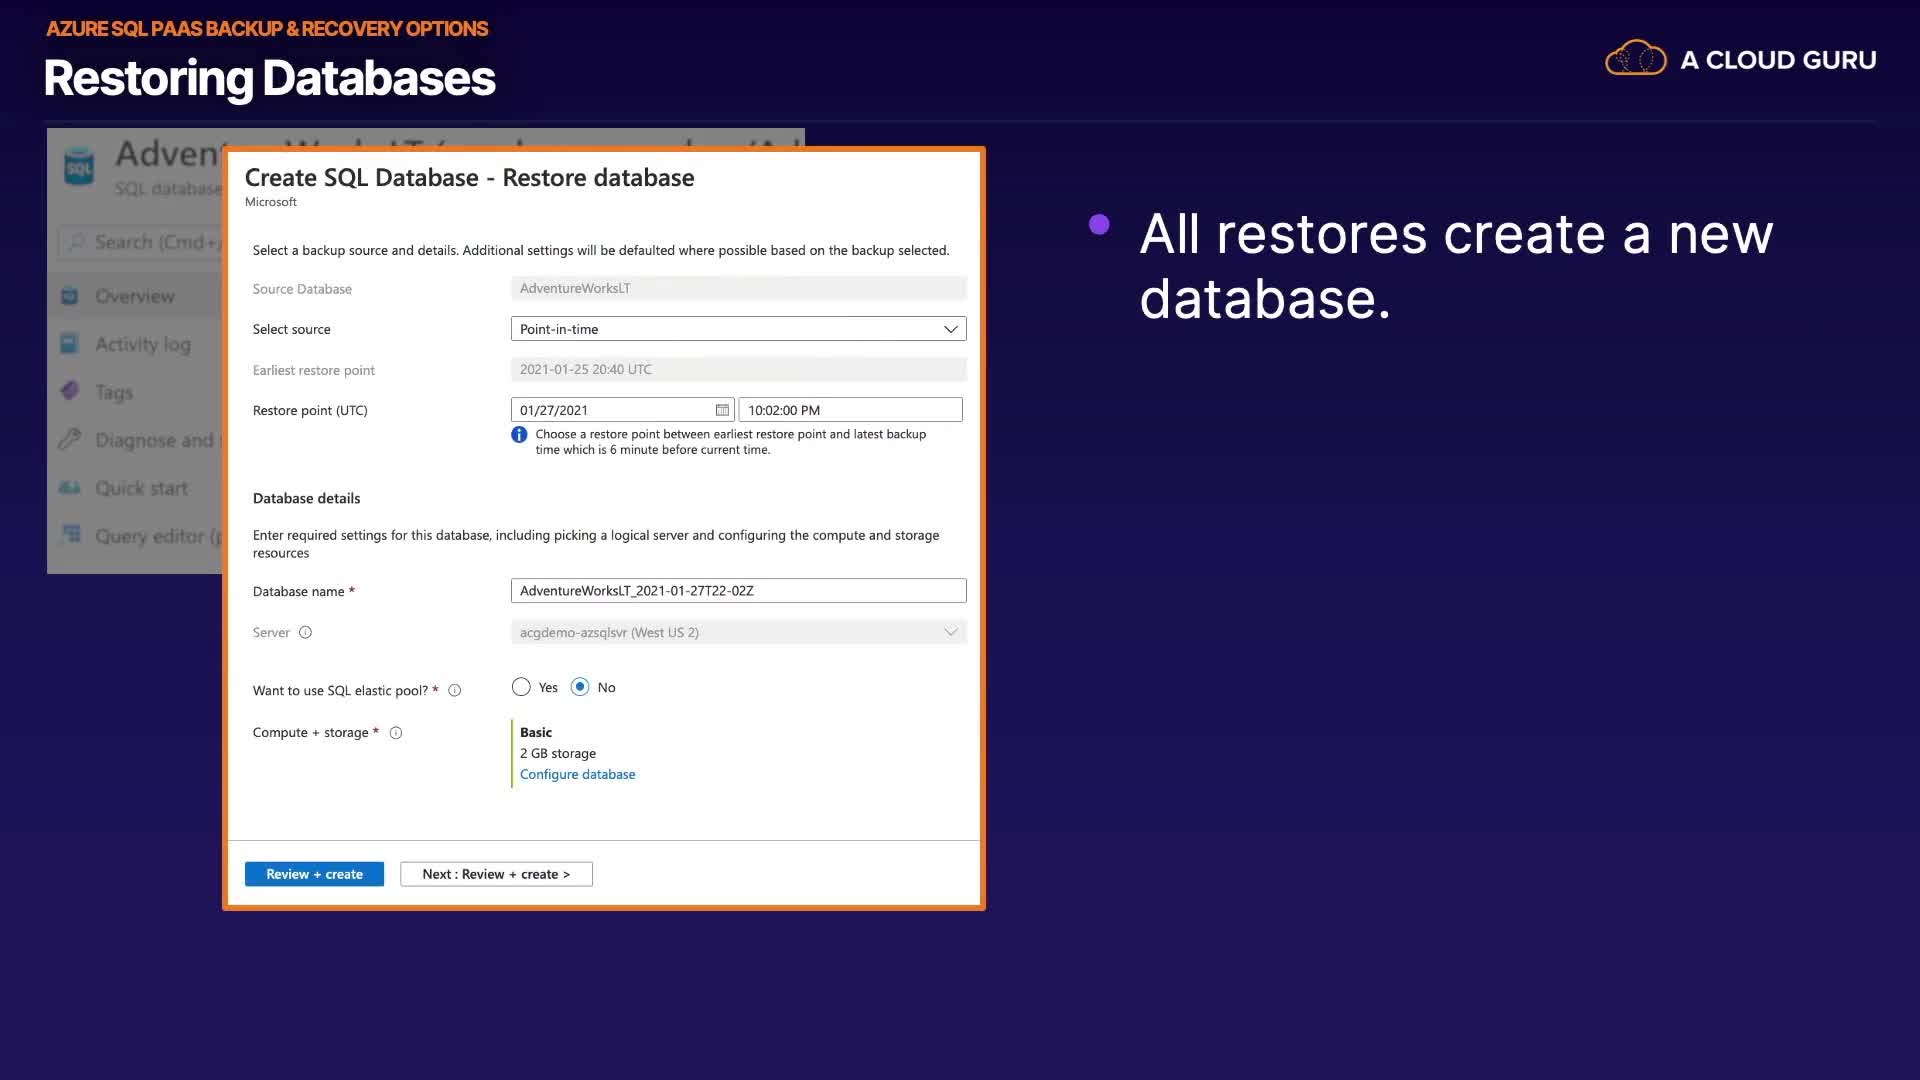 AZURE SQL PAAS BACKUP & RECOVERY OPTIONS
Restoring Databases
A CLOUD GURU
SQL
SQL database
Search (Cmd+/
Overview
Activity log
Tags
Diagnose and
Quick start
Query editor (p
Create SQL Database - Restore database
Microsoft
Select a backup source and details. Additional settings will be defaulted where possible based on the backup selected.
Source Database AdventureWorksLT
Select source Point-in-time
Earliest restore point 2021-01-25 20:40 UTC
Restore point (UTC) 01/27/2021 10:02:00 PM
Choose a restore point between earliest restore point and latest backup
time which is 6 minute before current time.
Database details
Enter required settings for this database, including picking a logical server and configuring the compute and storage
resources
Database name * AdventureWorksLT_2021-01-27T22-02Z
Server acgdemo-azsqlsvr (West US 2)
Want to use SQL elastic pool? * Yes No
Compute + storage * Basic
2 GB storage
Configure database
Review + create Next : Review + create >
• All restores create a new
database.